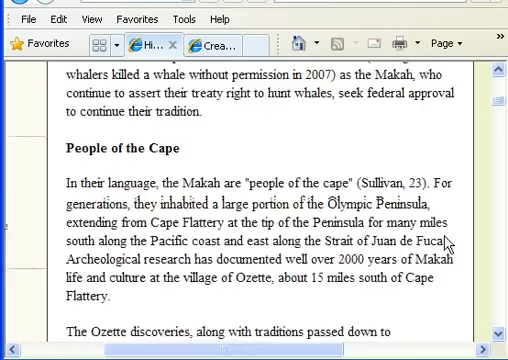 File Edit View Favorites Tools Help
Favorites Hi... Crea... Page
whalers killed a whale without permission in 2007) as the Makah, who
continue to assert their treaty right to hunt whales, seek federal approval
to continue their tradition.
People of the Cape
In their language, the Makah are "people of the cape" (Sullivan, 23). For
generations, they inhabited a large portion of the Olympic Peninsula,
extending from Cape Flattery at the tip of the Peninsula for many miles
south along the Pacific coast and east along the Strait of Juan de Fuca.
Archeological research has documented well over 2000 years of Makah
life and culture at the village of Ozette, about 15 miles south of Cape
Flattery.
The Ozette discoveries, along with traditions passed down to